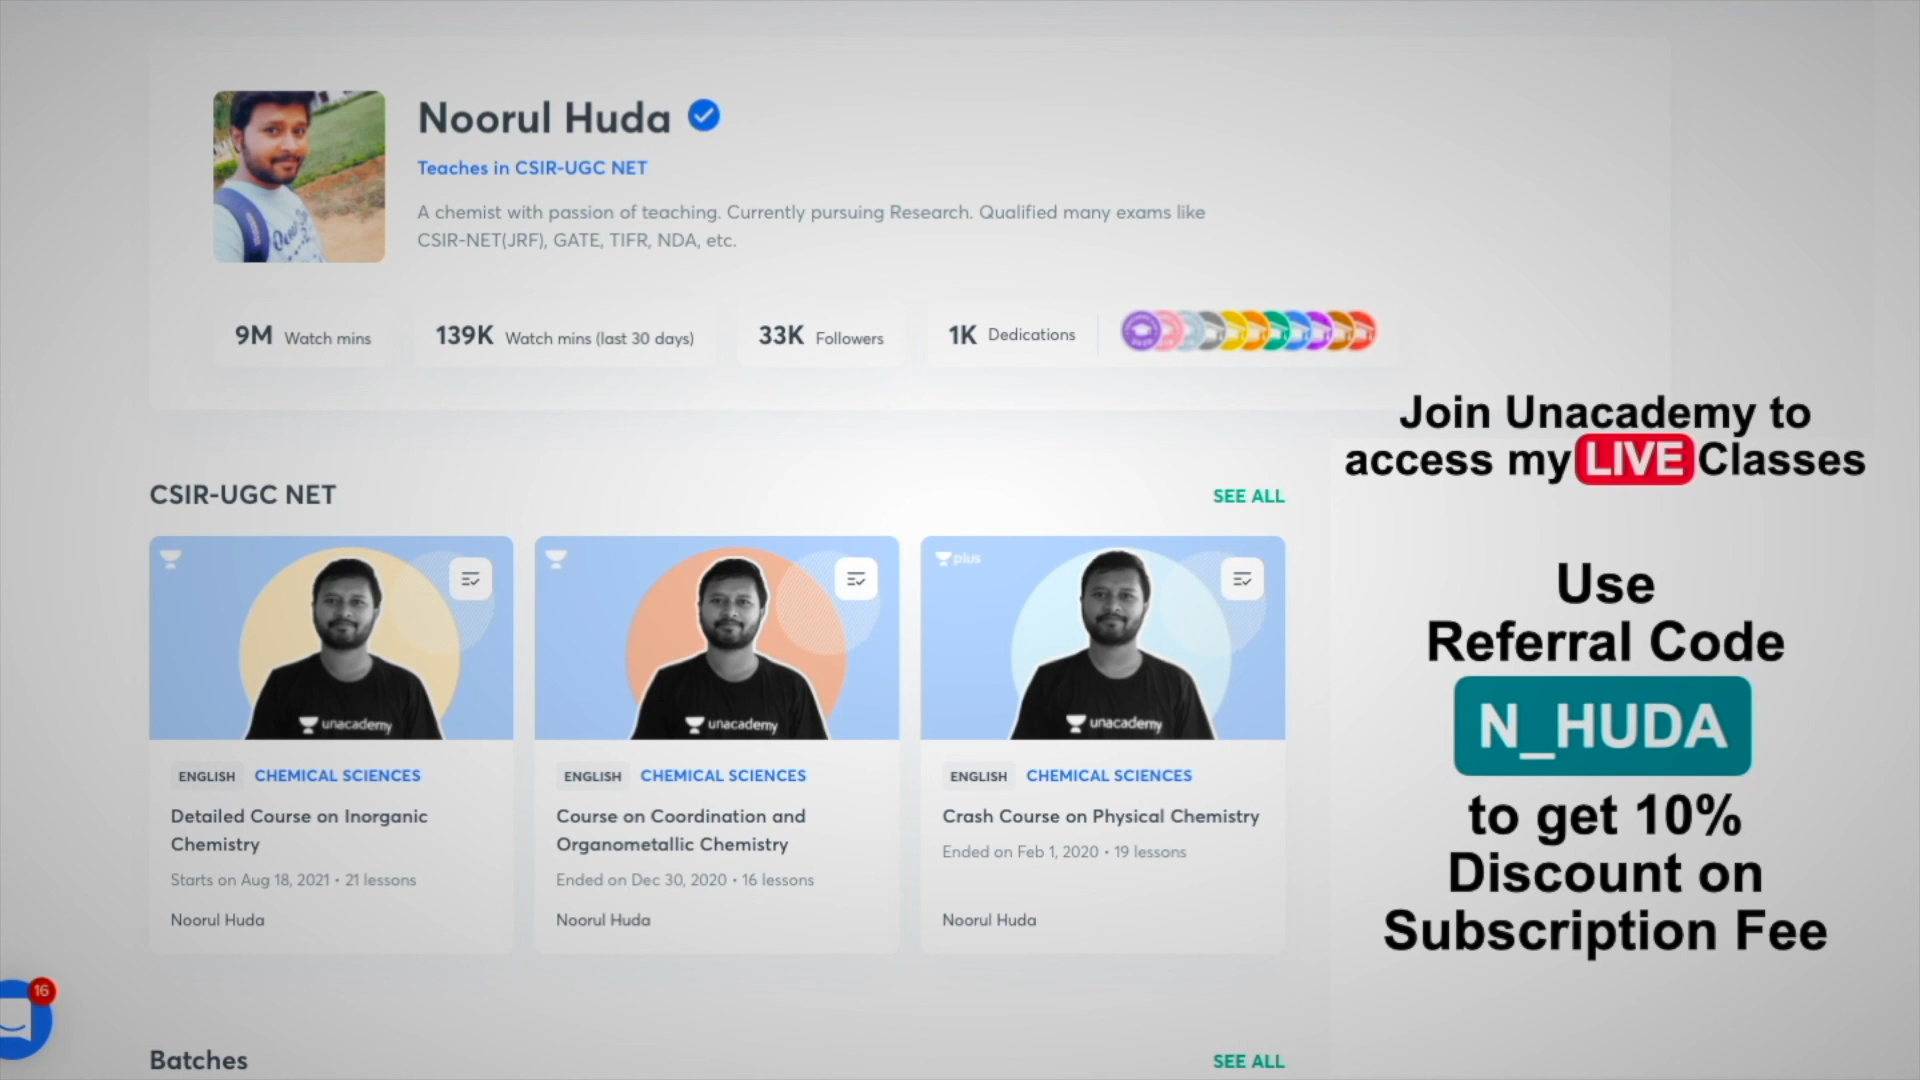 Noorul Huda
Teaches in CSIR-UGC NET
A chemist with passion of teaching. Currently pursuing Research. Qualified many exams like
CSIR-NET(JRF), GATE, TIFR, NDA, etc.
9M Watch mins
139K Watch mins (last 30 days)
33K Followers
1K Dedications
Join Unacademy to
access my LIVE Classes
Use
Referral Code
N_HUDA
to get 10%
Discount on
Subscription Fee
CSIR-UGC NET
SEE ALL
unacademy
ENGLISH CHEMICAL SCIENCES
Detailed Course on Inorganic
Chemistry
Starts on Aug 18, 2021 • 21 lessons
Noorul Huda
unacademy
ENGLISH CHEMICAL SCIENCES
Course on Coordination and
Organometallic Chemistry
Ended on Dec 30, 2020 • 16 lessons
Noorul Huda
plus
unacademy
ENGLISH CHEMICAL SCIENCES
Crash Course on Physical Chemistry
Ended on Feb 1, 2020 • 19 lessons
Noorul Huda
16
Batches
SEE ALL